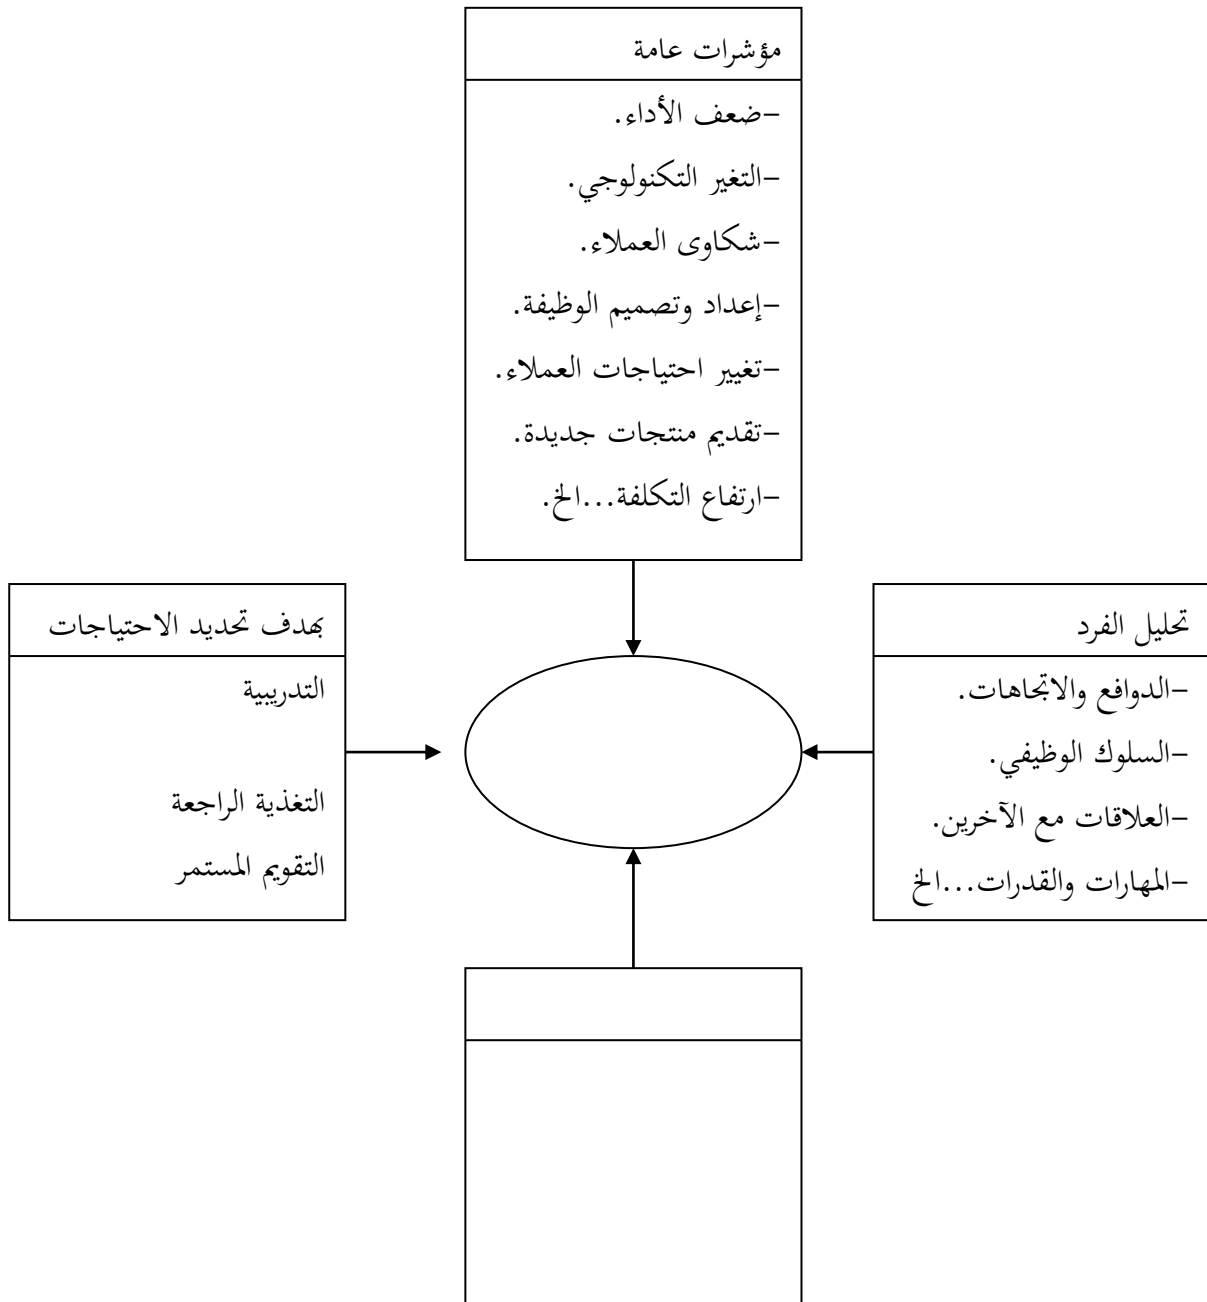 مؤشرات عامة
-ضعف الأداء.
-التغير التكنولوجي.
-شكاوى العملاء.
-إعداد وتصميم الوظيفة.
-تغيير احتياجات العملاء.
-تقديم منتجات جديدة.
-ارتفاع التكلفة...الخ.
تحليل الفرد
-الدوافع والاتجاهات.
-السلوك الوظيفي.
-العلاقات مع الآخرين.
-المهارات والقدرات...الخ
بهدف تحديد الاحتياجات
التدريبية
التغذية الراجعة
التقويم المستمر